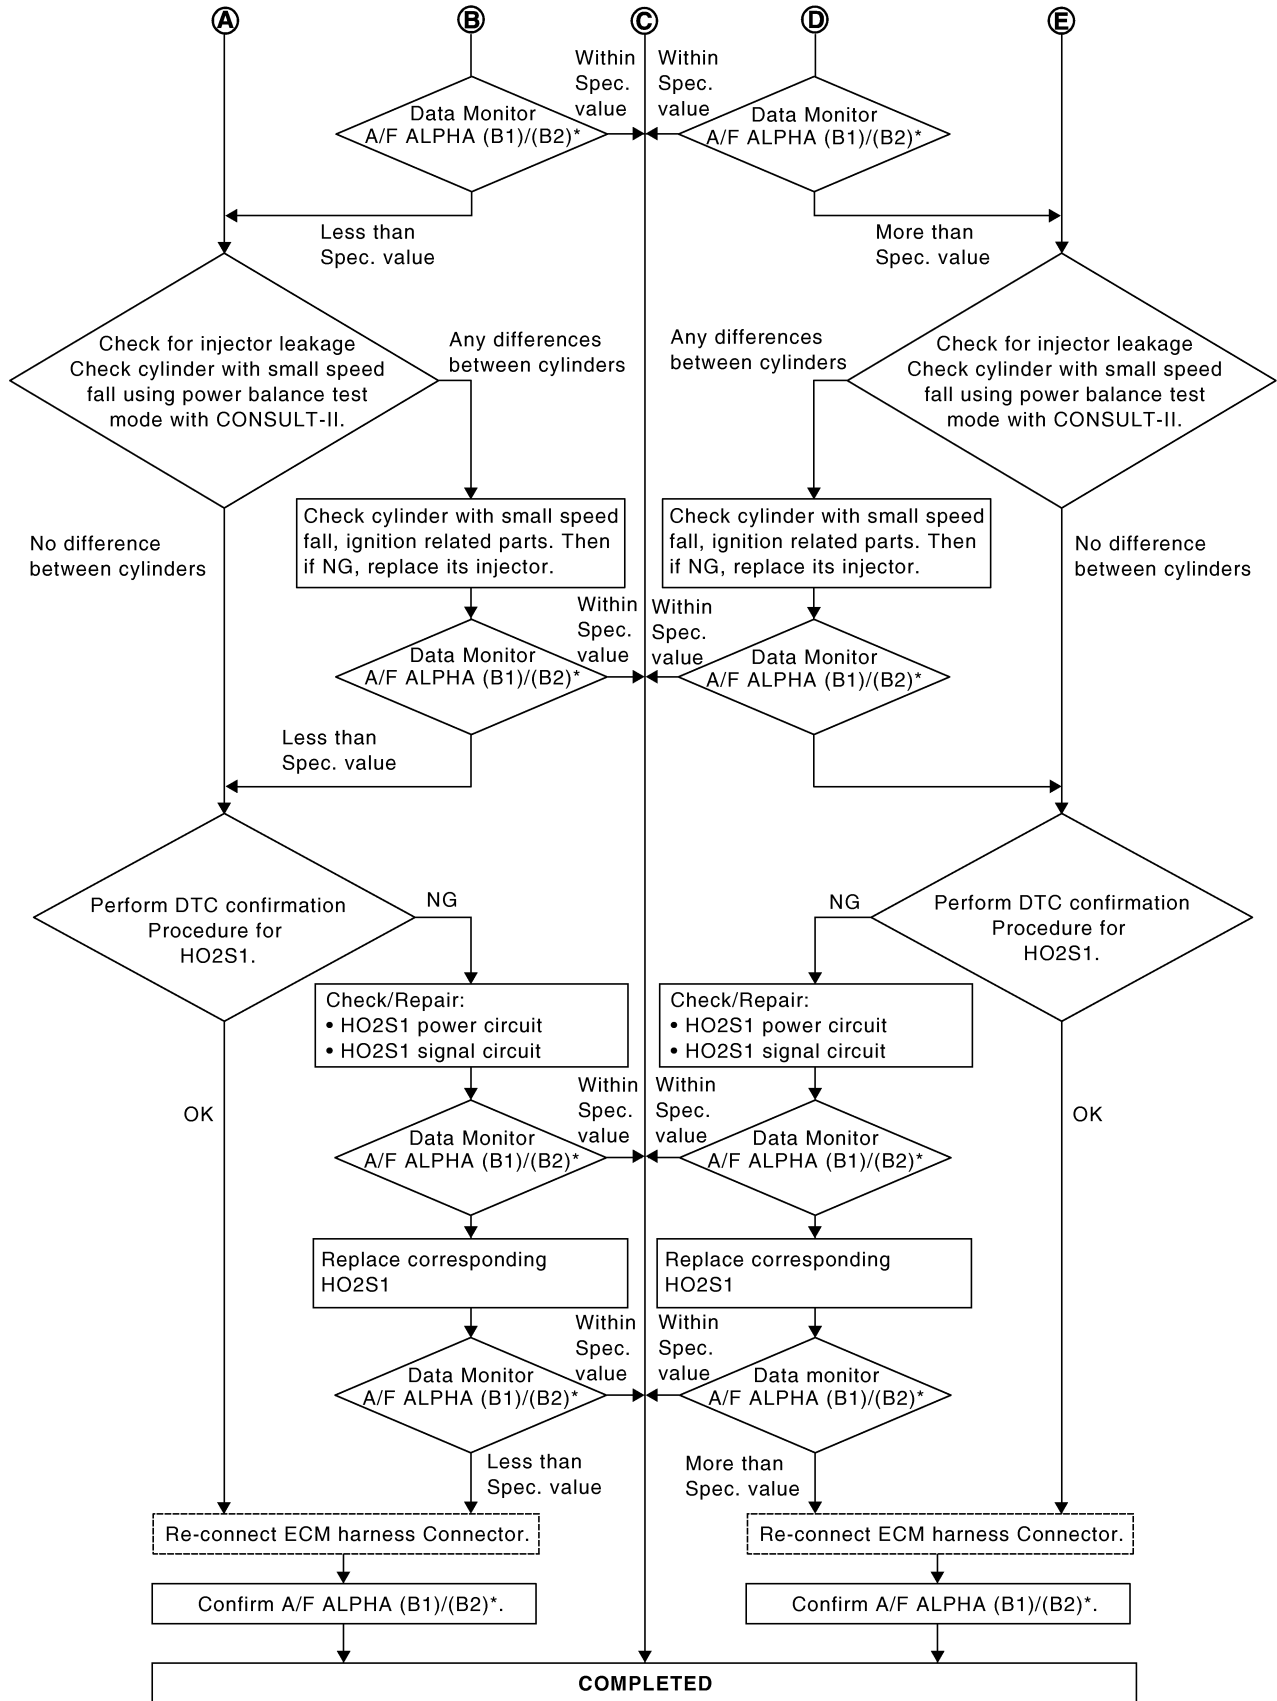 A
B
C
D
E
Within
Spec.
value
Within
Spec.
value
Data Monitor
A/F ALPHA (B1)/(B2)*
Data Monitor
A/F ALPHA (B1)/(B2)*
Less than
Spec. value
More than
Spec. value
Check for injector leakage
Check cylinder with small speed
fall using power balance test
mode with CONSULT-II.
Any differences
between cylinders
Any differences
between cylinders
Check for injector leakage
Check cylinder with small speed
fall using power balance test
mode with CONSULT-II.
No difference
between cylinders
Check cylinder with small speed
fall, ignition related parts. Then
if NG, replace its injector.
Check cylinder with small speed
fall, ignition related parts. Then
if NG, replace its injector.
No difference
between cylinders
Within
Spec.
value
Within
Spec.
value
Data Monitor
A/F ALPHA (B1)/(B2)*
Data Monitor
A/F ALPHA (B1)/(B2)*
Less than
Spec. value
Perform DTC confirmation
Procedure for
HO2S1.
NG
NG
Perform DTC confirmation
Procedure for
HO2S1.
Check/Repair:
• HO2S1 power circuit
• HO2S1 signal circuit
Check/Repair:
• HO2S1 power circuit
• HO2S1 signal circuit
OK
Within
Spec.
value
Within
Spec.
value
OK
Data Monitor
A/F ALPHA (B1)/(B2)*
Data Monitor
A/F ALPHA (B1)/(B2)*
Replace corresponding
HO2S1
Replace corresponding
HO2S1
Within
Spec.
value
Within
Spec.
value
Data Monitor
A/F ALPHA (B1)/(B2)*
Data monitor
A/F ALPHA (B1)/(B2)*
Less than
Spec. value
More than
Spec. value
Re-connect ECM harness Connector.
Re-connect ECM harness Connector.
Confirm A/F ALPHA (B1)/(B2)*.
Confirm A/F ALPHA (B1)/(B2)*.
COMPLETED